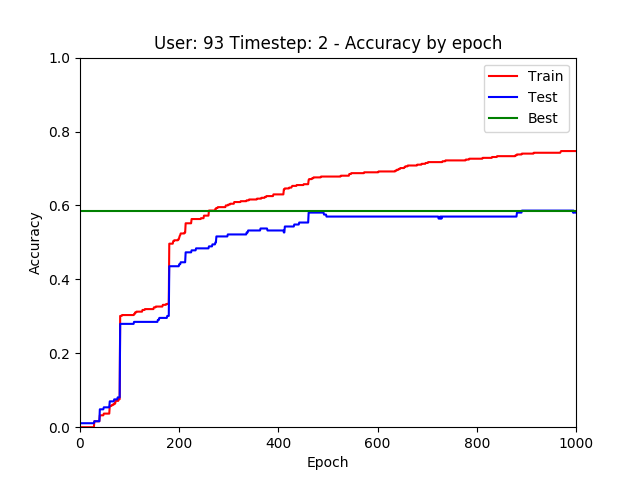 User: 93 Timestep: 2 - Accuracy by epoch
1.0
0.8
0.6
0.4
0.2
0.0
Accuracy
0 200 400 600 800 1000
Epoch
Train
Test
Best